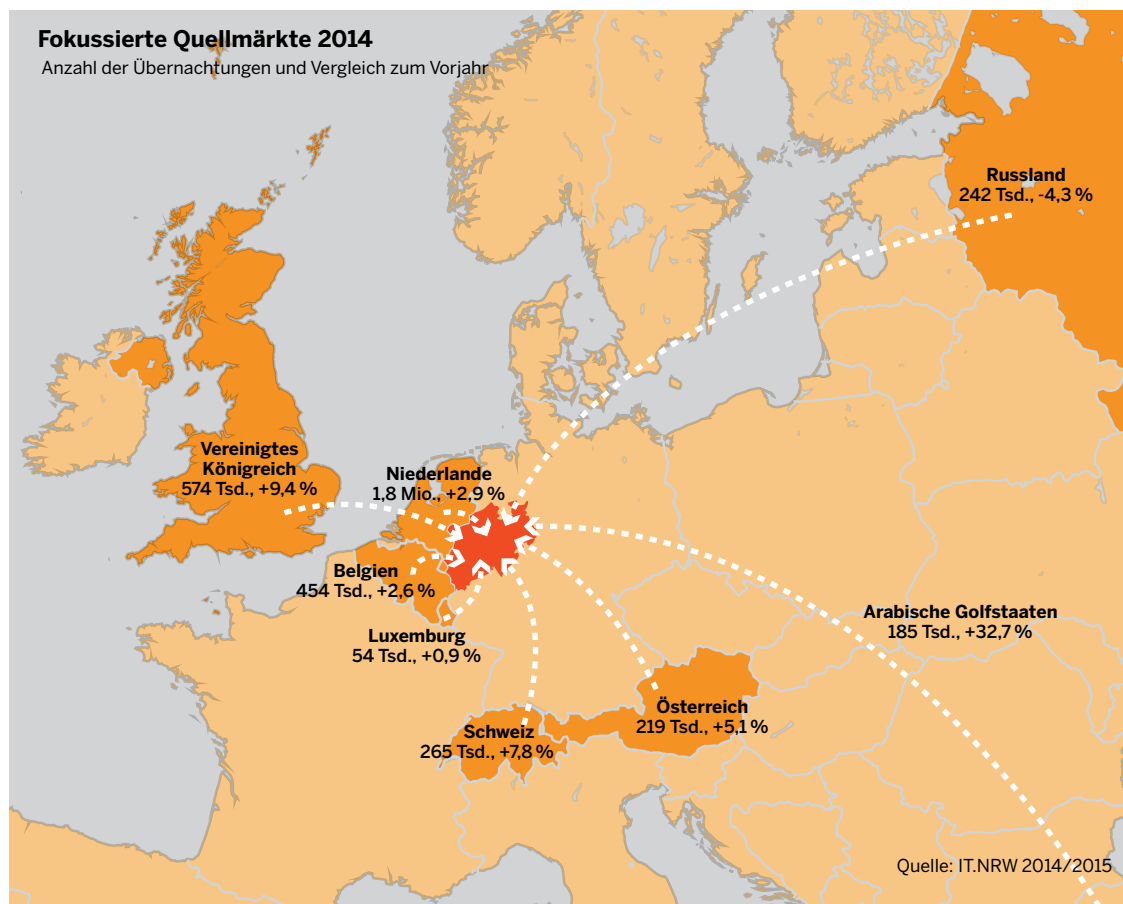 Fokussierte Quellmärkte 2014
Anzahl der Übernachtungen und Vergleich zum Vorjahr
Russland
242 Tsd., -4,3 %
Vereinigtes
Königreich
574 Tsd., +9,4 %
Niederlande
1,8 Mio., +2,9 %
Belgien
454 Tsd., +2,6 %
Luxemburg
54 Tsd., +0,9 %
Arabische Golfstaaten
185 Tsd., +32,7 %
Österreich
219 Tsd., +5,1 %
Schweiz
265 Tsd., +7,8 %
Quelle: IT.NRW 2014/2015